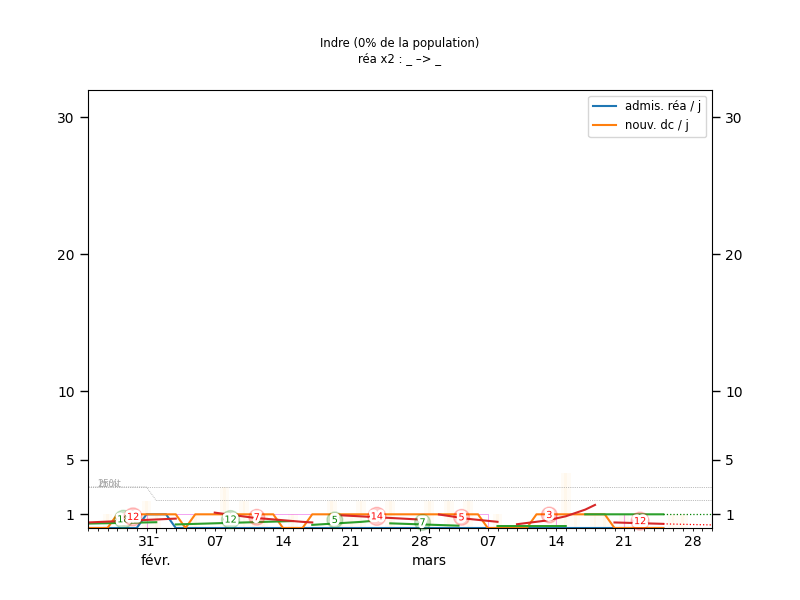 Indre (0% de la population)
réa x2 : _ –> _
admis. réa / j
nouv. dc / j
30 30
20 20
10 10
5 5
1 1
12 12 7 5 14 7 5 3 12
31- 07 14 21 28- 07 14 21 28
févr. mars